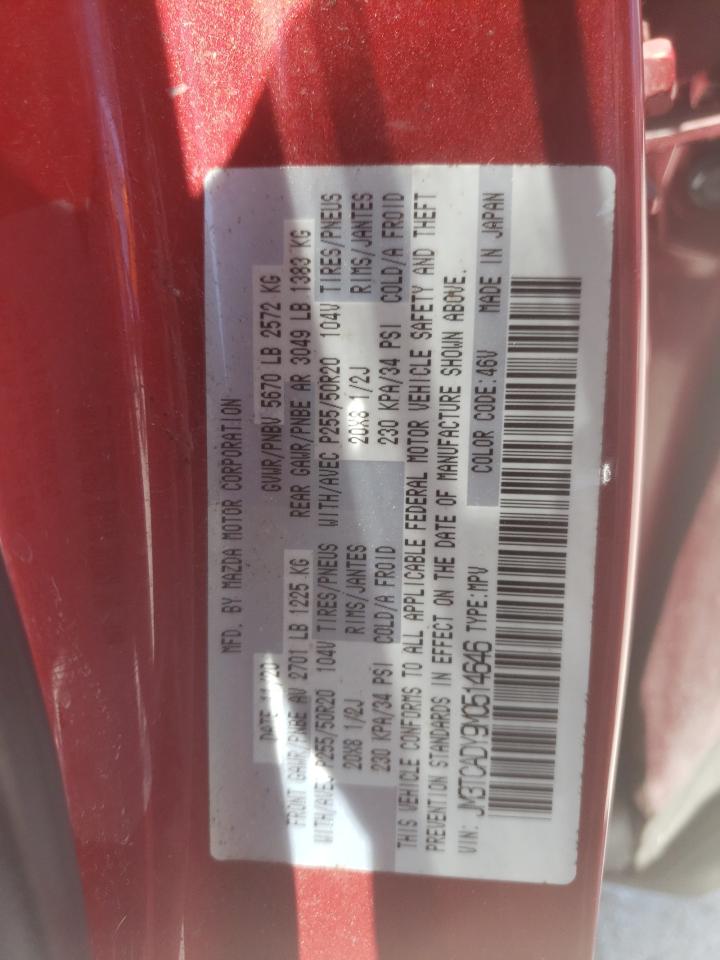 MFD. BY MAZDA MOTOR CORPORATION
DATE 11/20 GVWR/PNBV 5670 LB 2572 KG
FRONT GAWR/PNBE AV 2701 LB 1225 KG REAR GAWR/PNBE AR 3049 LB 1383 KG
WITH/AVEC P255/50R20 104V TIRES/PNEUS WITH/AVEC P255/50R20 104V TIRES/PNEUS
20X8 1/2J RIMS/JANTES 20X8 1/2J RIMS/JANTES
230 KPA/34 PSI COLD/A FROID 230 KPA/34 PSI COLD/A FROID
THIS VEHICLE CONFORMS TO ALL APPLICABLE FEDERAL MOTOR VEHICLE SAFETY AND THEFT
PREVENTION STANDARDS IN EFFECT ON THE DATE OF MANUFACTURE SHOWN ABOVE.
VIN: JM3TCADY9M0514646 TYPE:MPV COLOR CODE:46V MADE IN JAPAN